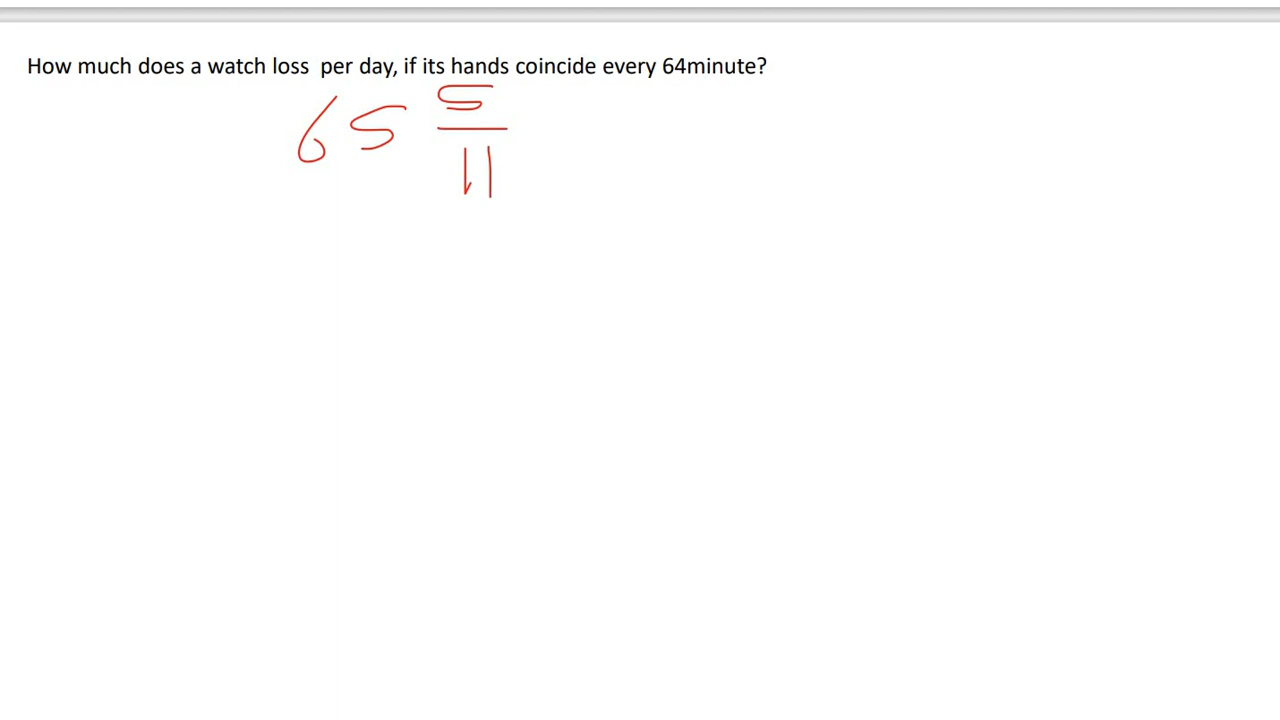 How much does a watch loss per day, if its hands coincide every 64minute?
65 5/11